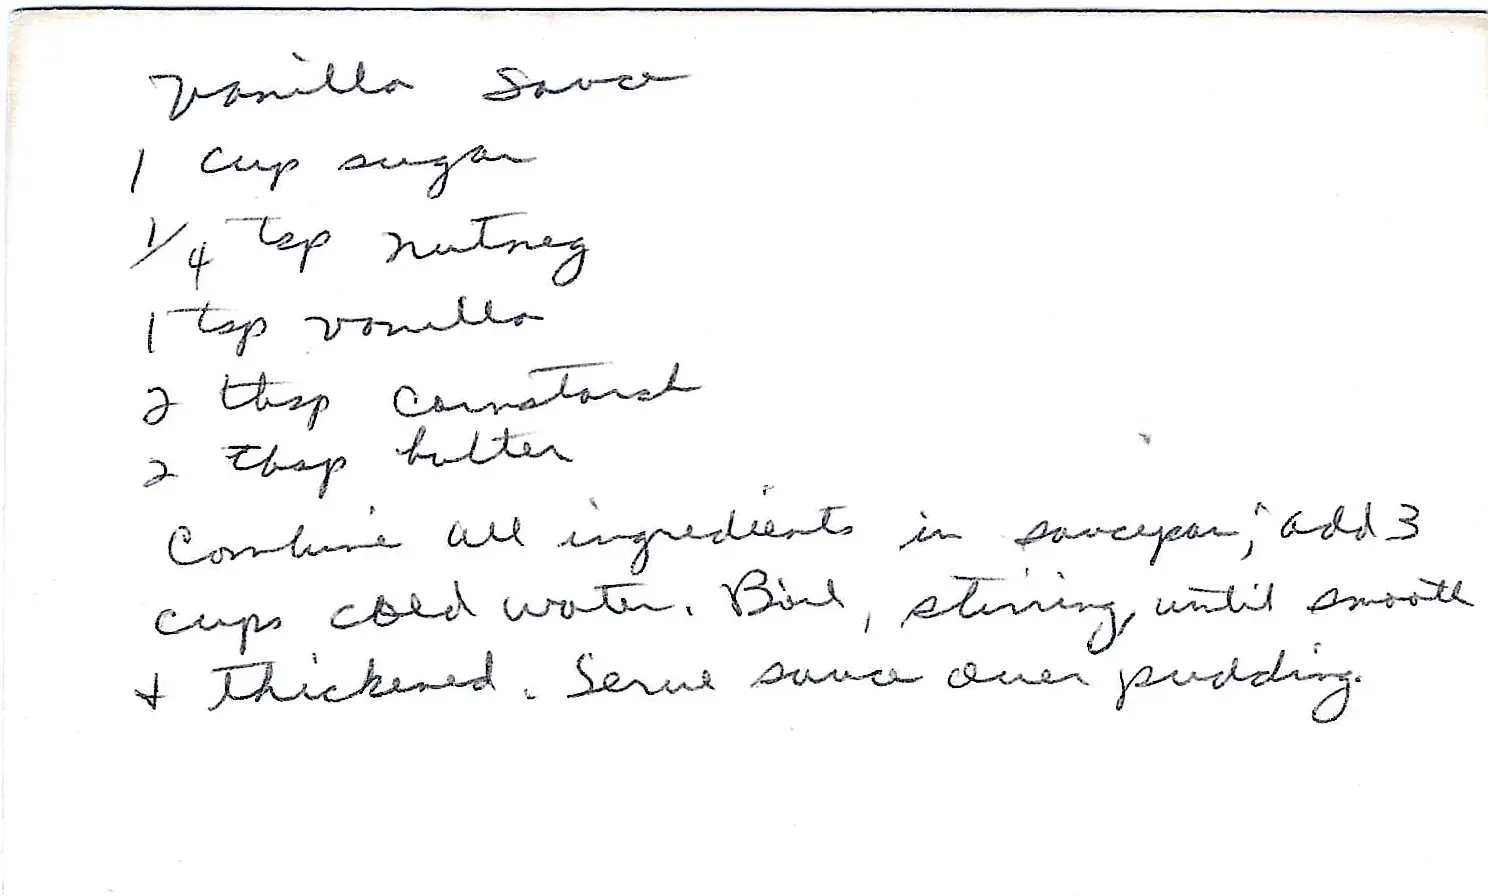 Vanilla Sauce
1 cup sugar
1/4 tsp nutmeg
1 tsp vanilla
2 tbsp cornstarch
2 tbsp butter
Combine all ingredients in saucepan; add 3
cups cold water. Boil, stirring, until smooth
+ thickened. Serve sauce over pudding.